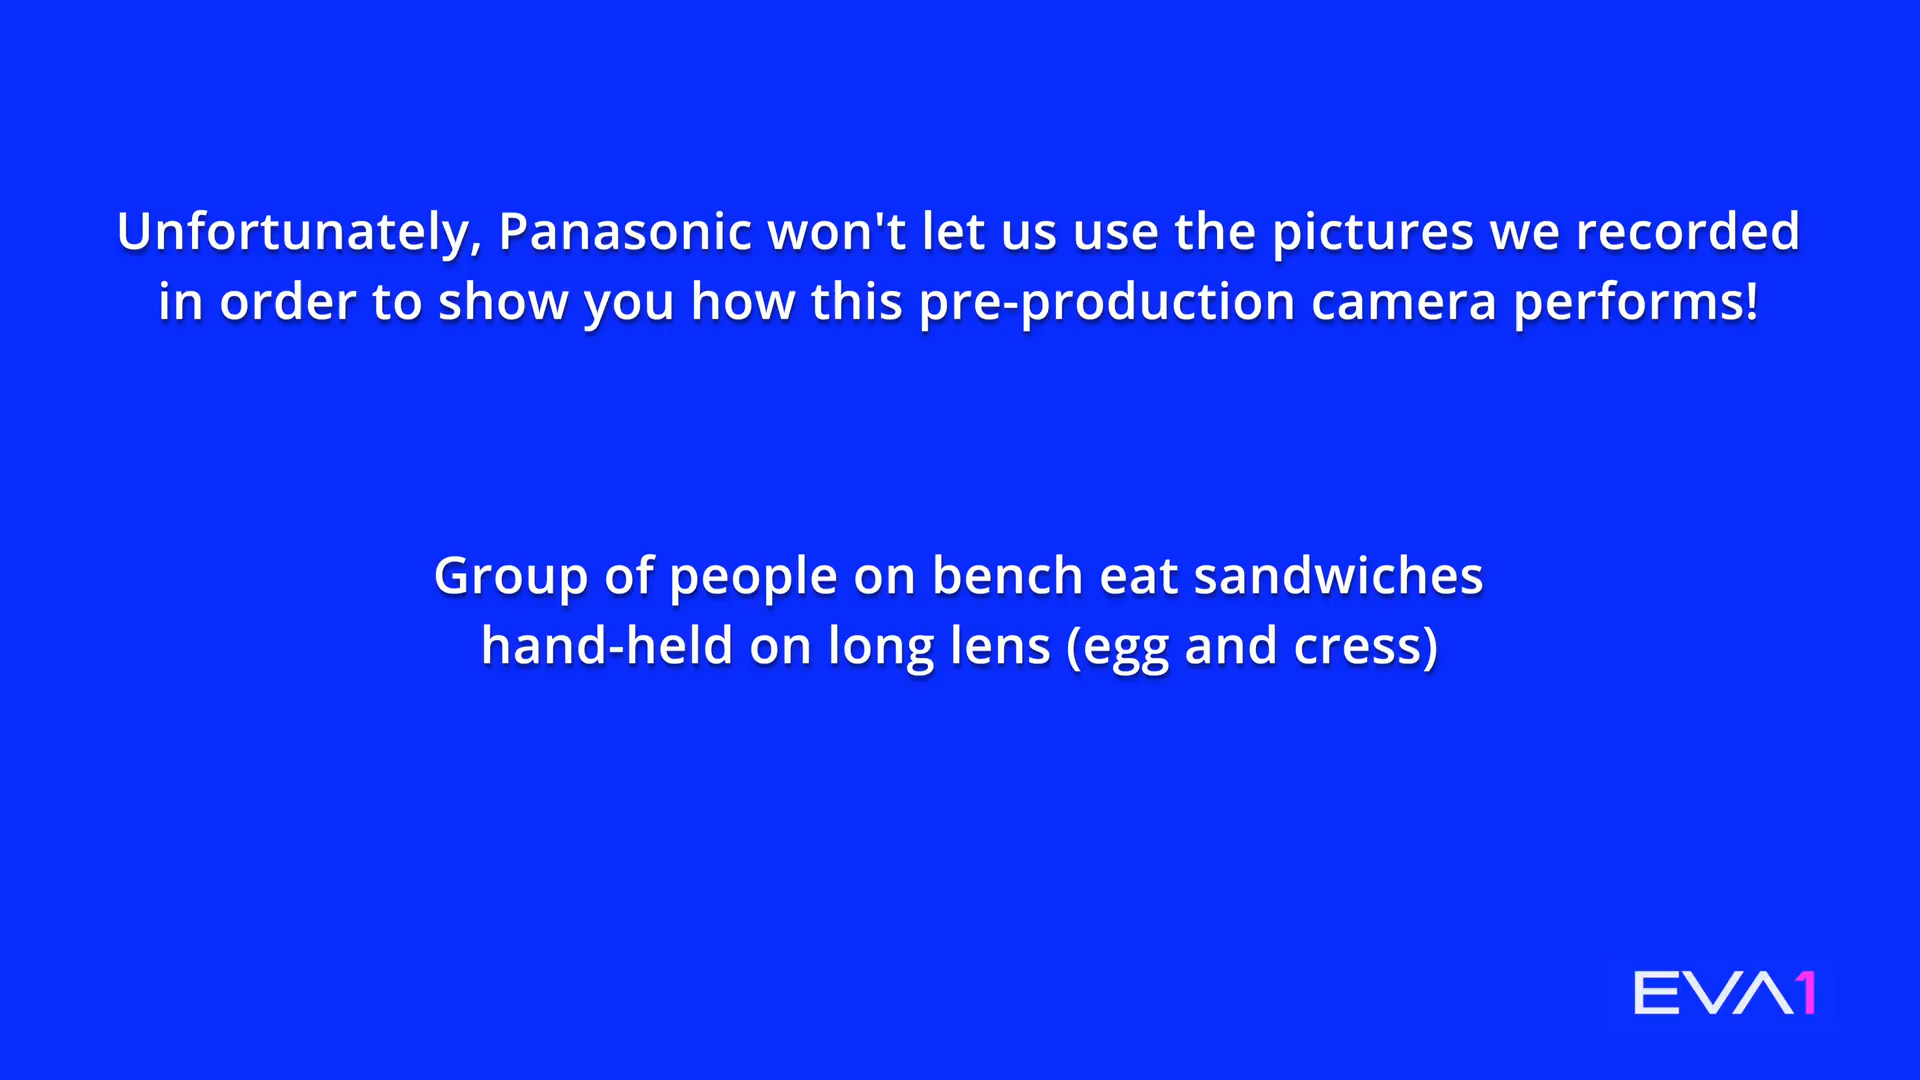 Unfortunately, Panasonic won't let us use the pictures we recorded
in order to show you how this pre-production camera performs!
Group of people on bench eat sandwiches
hand-held on long lens (egg and cress)
EVA1